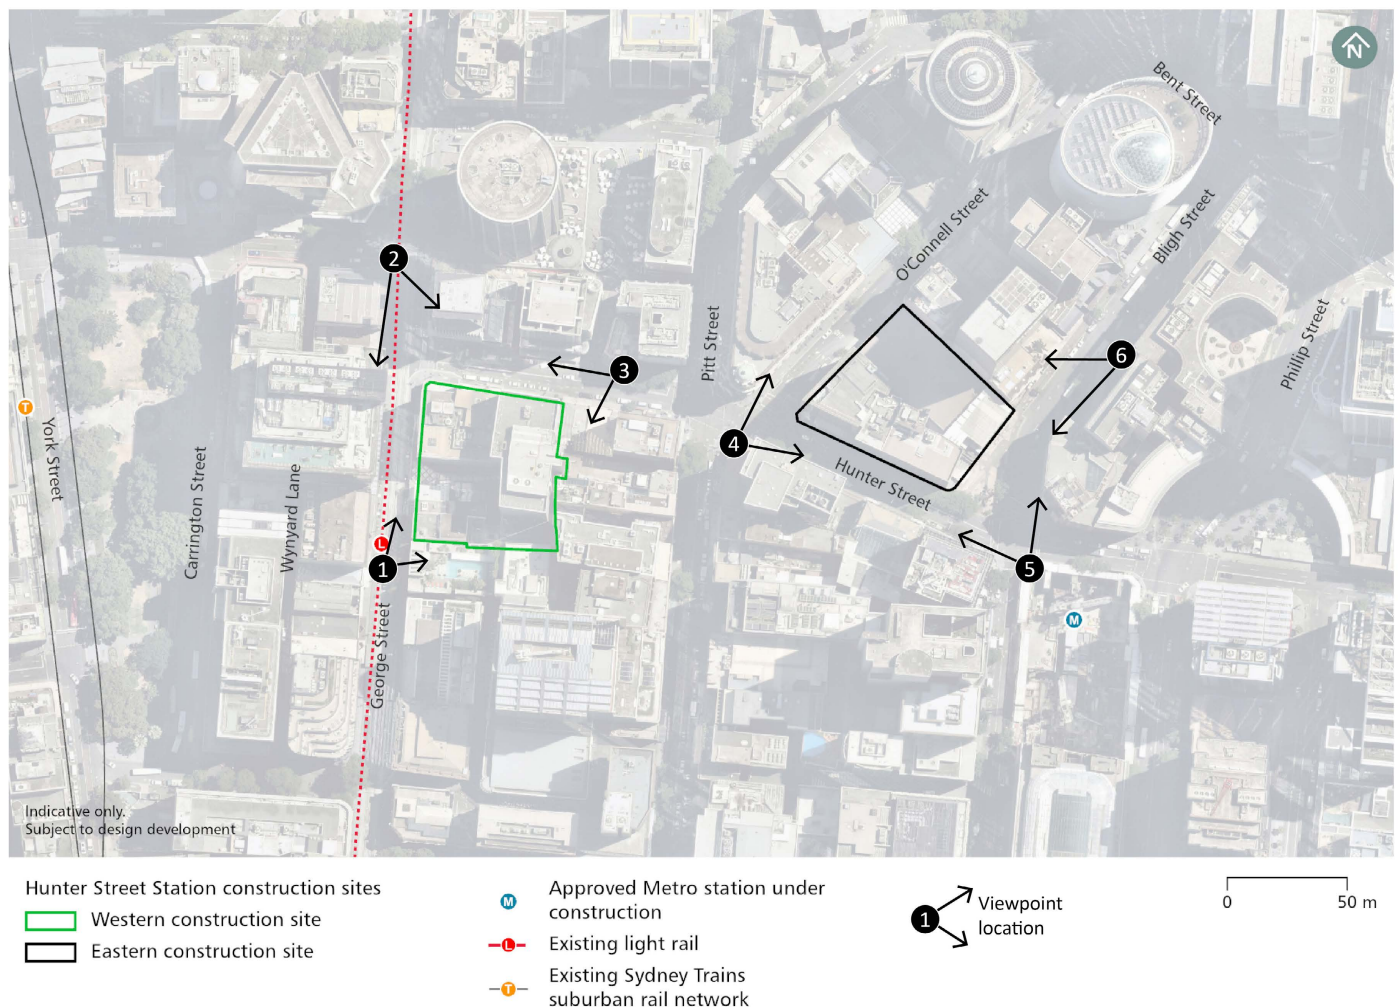 N
Bent Street
O'Connell Street
Bligh Street
2
Pitt Street
Phillip Street
3
6
T
York Street
4
Hunter Street
Carrington Street
Wynyard Lane
L
1
5
M
George Street
Indicative only.
Subject to design development
Hunter Street Station construction sites
Western construction site
Eastern construction site
M
Approved Metro station under
construction
L
Existing light rail
T
Existing Sydney Trains
suburban rail network
1
Viewpoint
location
0
50 m